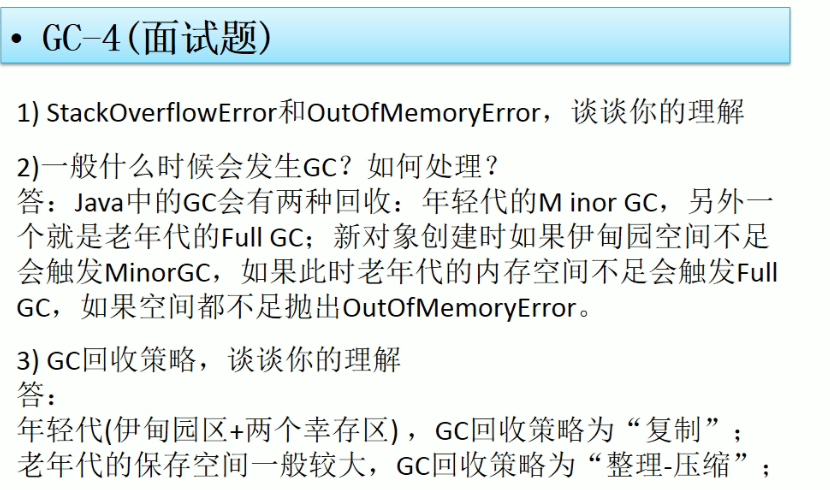 • GC-4(面试题)
1) StackOverflowError和OutOfMemoryError，谈谈你的理解
2)一般什么时候会发生GC？如何处理？
答：Java中的GC会有两种回收：年轻代的M inor GC，另外一
个就是老年代的Full GC；新对象创建时如果伊甸园空间不足
会触发MinorGC，如果此时老年代的内存空间不足会触发Full
GC，如果空间都不足抛出OutOfMemoryError。
3) GC回收策略，谈谈你的理解
答：
年轻代(伊甸园区+两个幸存区)，GC回收策略为“复制”；
老年代的保存空间一般较大，GC回收策略为“整理-压缩”；